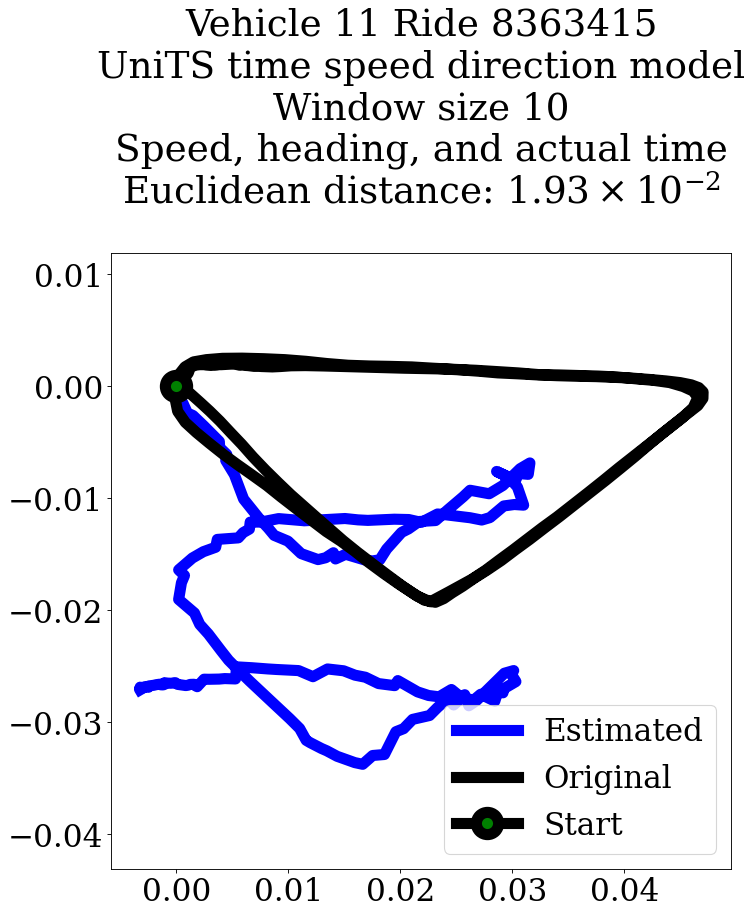 Vehicle 11 Ride 8363415
UniTS time speed direction model
Window size 10
Speed, heading, and actual time
Euclidean distance: 1.93 × 10⁻²
0.01
0.00
−0.01
−0.02
−0.03
−0.04
Estimated
Original
Start
0.00 0.01 0.02 0.03 0.04